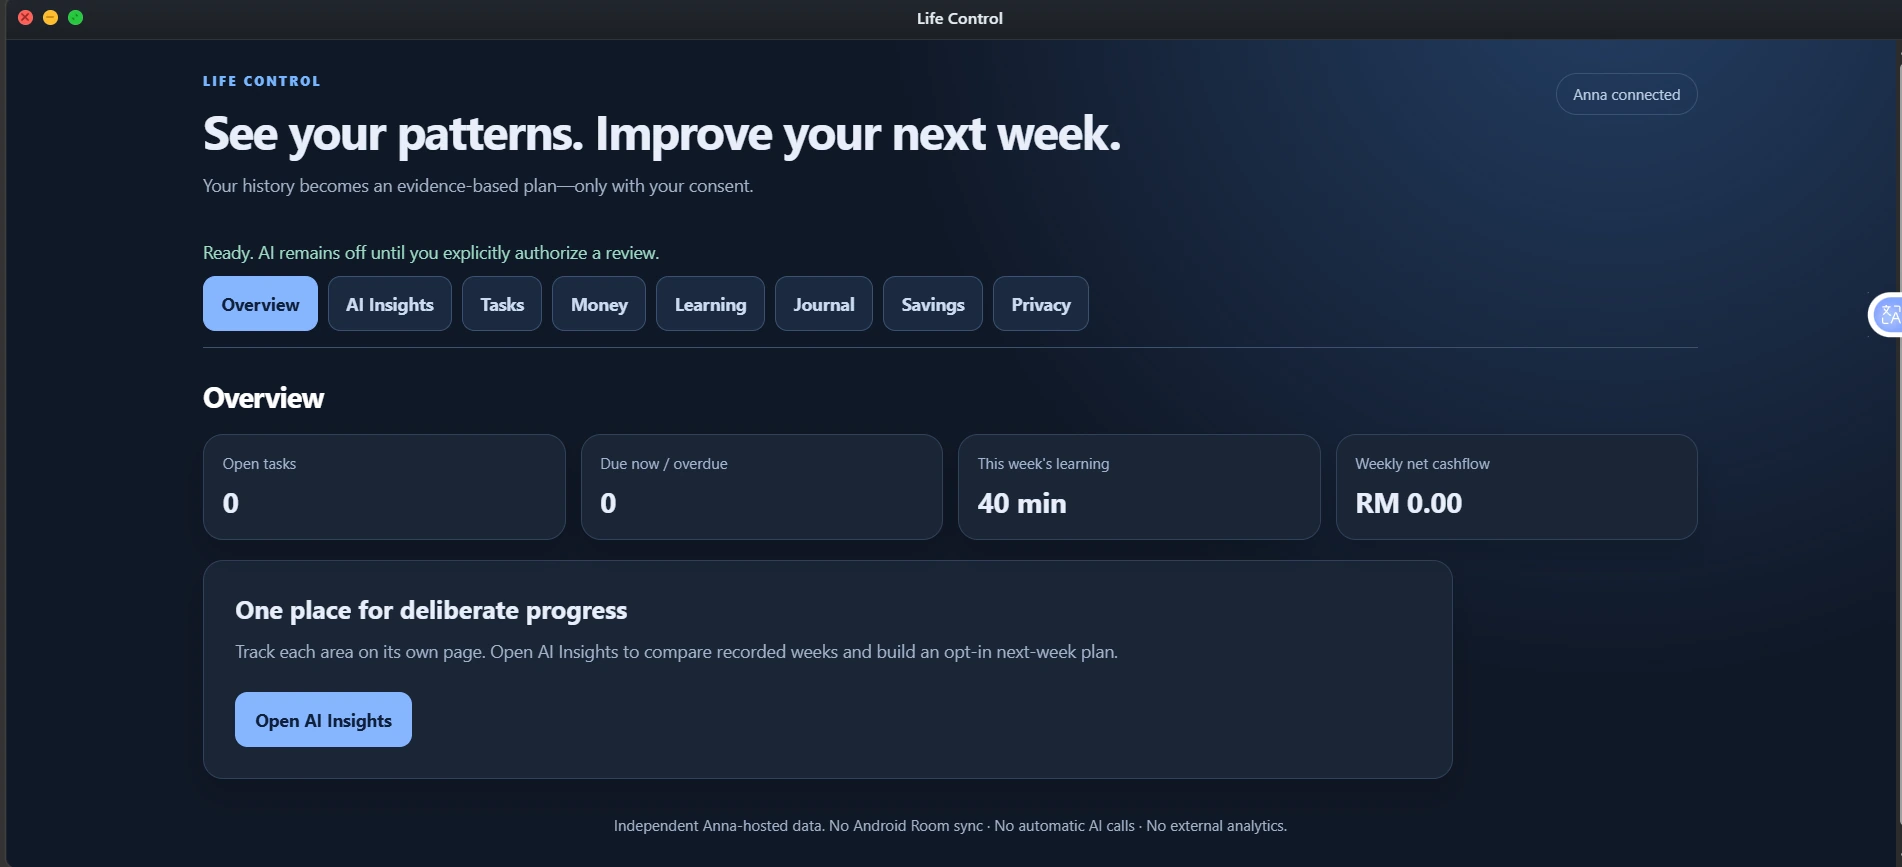 Life Control
LIFE CONTROL
Anna connected
See your patterns. Improve your next week.
Your history becomes an evidence-based plan—only with your consent.
Ready. AI remains off until you explicitly authorize a review.
Overview
AI Insights
Tasks
Money
Learning
Journal
Savings
Privacy
Overview
Open tasks
0
Due now / overdue
0
This week's learning
40 min
Weekly net cashflow
RM 0.00
One place for deliberate progress
Track each area on its own page. Open AI Insights to compare recorded weeks and build an opt-in next-week plan.
Open AI Insights
Independent Anna-hosted data. No Android Room sync · No automatic AI calls · No external analytics.